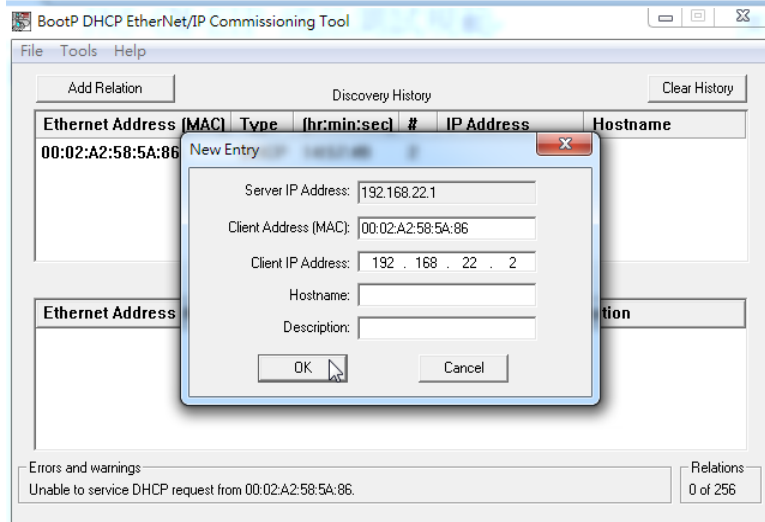 BootP DHCP EtherNet/IP Commissioning Tool
File Tools Help
Add Relation
Discovery History
Clear History
Ethernet Address (MAC) Type (hr:min:sec) # IP Address Hostname
00:02:A2:58:5A:86
New Entry
Server IP Address: 192.168.22.1
Client Address (MAC): 00:02:A2:58:5A:86
Client IP Address: 192 . 168 . 22 . 2
Hostname:
Description:
OK
Cancel
Ethernet Address
tion
Errors and warnings
Unable to service DHCP request from 00:02:A2:58:5A:86.
Relations
0 of 256